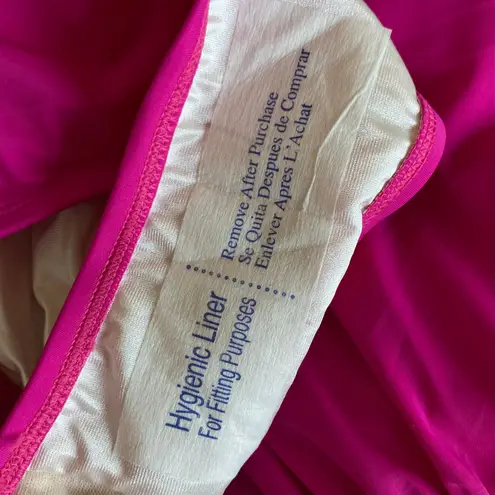 Hygienic Liner
For Fitting Purposes
Remove After Purchase
Se Quita Despues de Comprar
Enlever Apres L'Achat